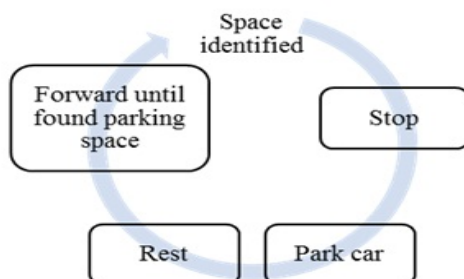 Space
identified
Forward until
found parking
space
Stop
Rest
Park car